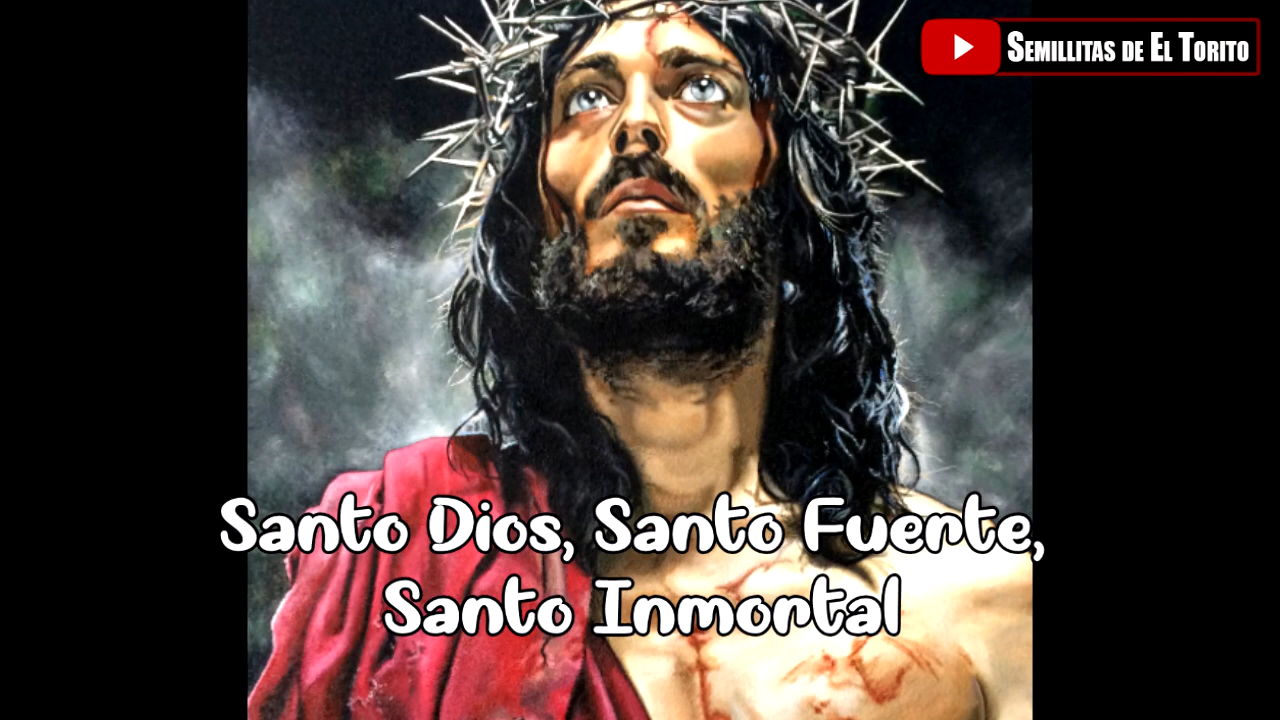 SEMILLITAS DE EL TORITO
Santo Dios, Santo Fuerte,
Santo Inmortal